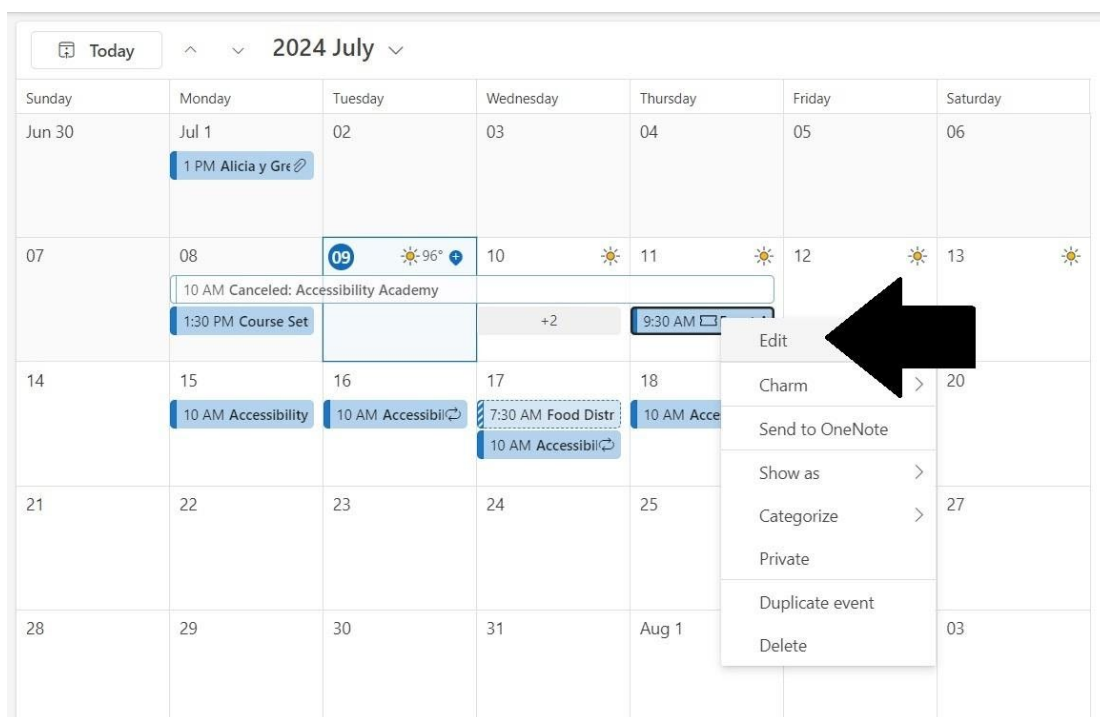 Today 2024 July
Sunday Monday Tuesday Wednesday Thursday Friday Saturday
Jun 30 Jul 1 02 03 04 05 06
1 PM Alicia y Gre
07 08 09 96° 10 11 12 13
10 AM Canceled: Accessibility Academy
1:30 PM Course Set +2 9:30 AM
Edit
14 15 16 17 18 20
Charm
10 AM Accessibility 10 AM Accessibil 7:30 AM Food Distr 10 AM Acce
Send to OneNote
10 AM Accessibil
Show as
21 22 23 24 25 27
Categorize
Private
Duplicate event
28 29 30 31 Aug 1 03
Delete